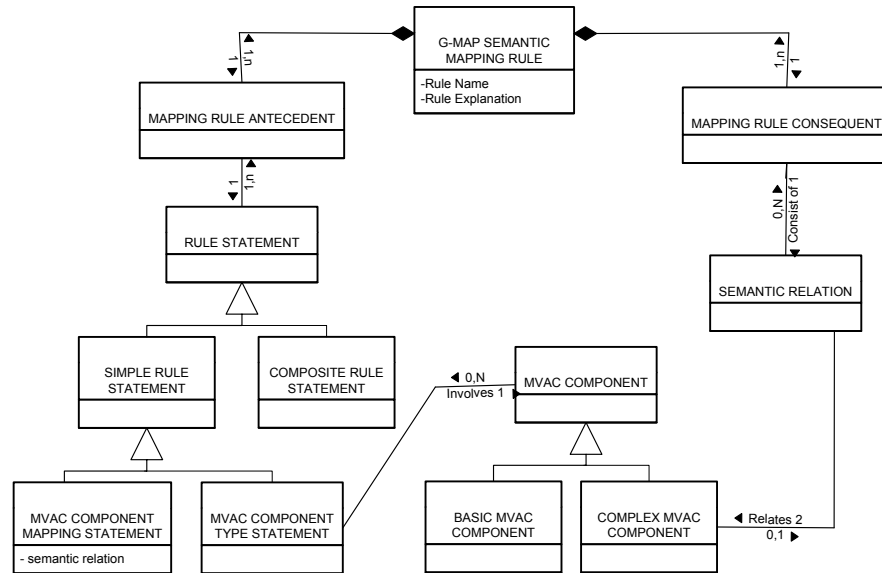 G-MAP SEMANTIC
MAPPING RULE
-Rule Name
-Rule Explanation
1,n
1
1,n
1
MAPPING RULE ANTECEDENT
MAPPING RULE CONSEQUENT
1
1,n
0,N
Consist of 1
RULE STATEMENT
SEMANTIC RELATION
SIMPLE RULE
STATEMENT
COMPOSITE RULE
STATEMENT
0,N
Involves 1
MVAC COMPONENT
MVAC COMPONENT
MAPPING STATEMENT
- semantic relation
MVAC COMPONENT
TYPE STATEMENT
BASIC MVAC
COMPONENT
COMPLEX MVAC
COMPONENT
Relates 2
0,1